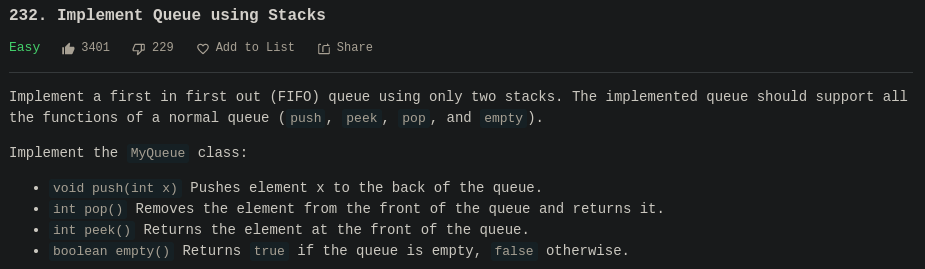 232. Implement Queue using Stacks
Easy 3401 229 Add to List Share
Implement a first in first out (FIFO) queue using only two stacks. The implemented queue should support all
the functions of a normal queue (push, peek, pop, and empty).
Implement the MyQueue class:
• void push(int x) Pushes element x to the back of the queue.
• int pop() Removes the element from the front of the queue and returns it.
• int peek() Returns the element at the front of the queue.
• boolean empty() Returns true if the queue is empty, false otherwise.